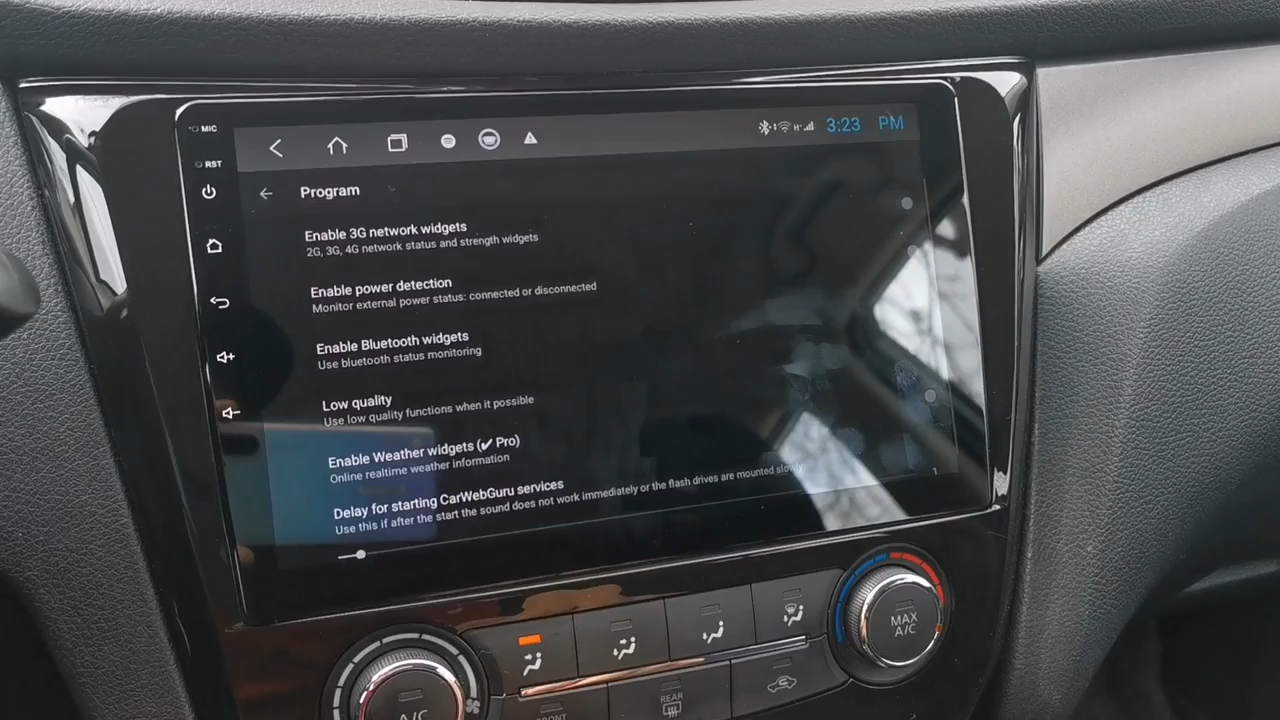 MIC
3:23 PM
RST
Program
Enable 3G network widgets
2G, 3G, 4G network status and strength widgets
Enable power detection
Monitor external power status: connected or disconnected
Enable Bluetooth widgets
Use bluetooth status monitoring
Low quality
Use low quality functions when it possible
Enable Weather widgets (✔ Pro)
Online realtime weather information
Delay for starting CarWebGuru services
Use this if after the start the sound does not work immediately or the flash drives are mounted slowly
1
MAX
A/C
A/C
REAR
FRONT